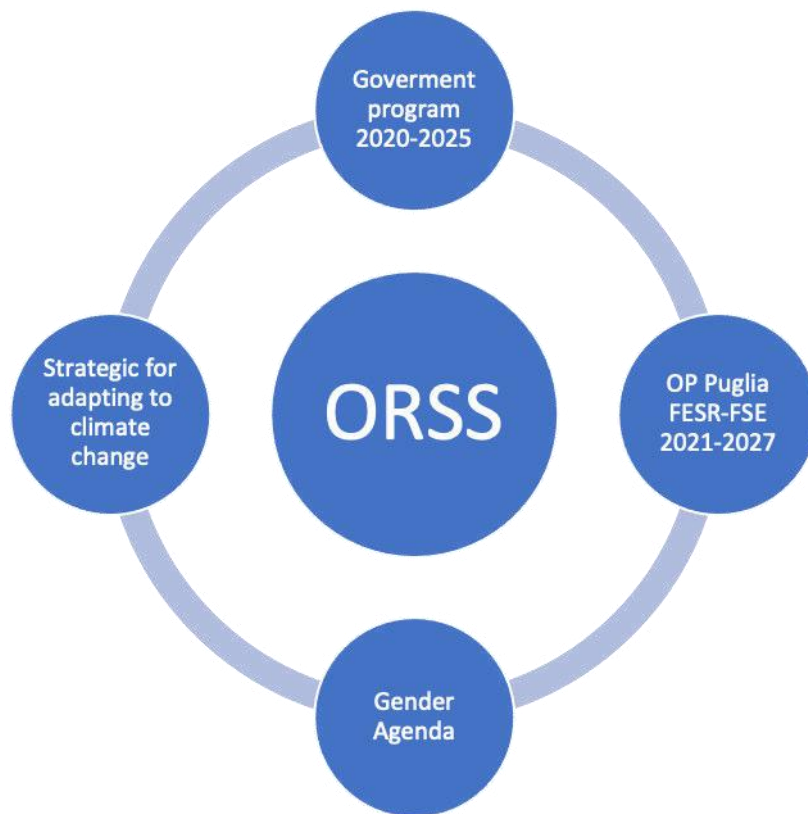 Goverment
program
2020-2025
Strategic for
adapting to
climate
change
ORSS
OP Puglia
FESR-FSE
2021-2027
Gender
Agenda